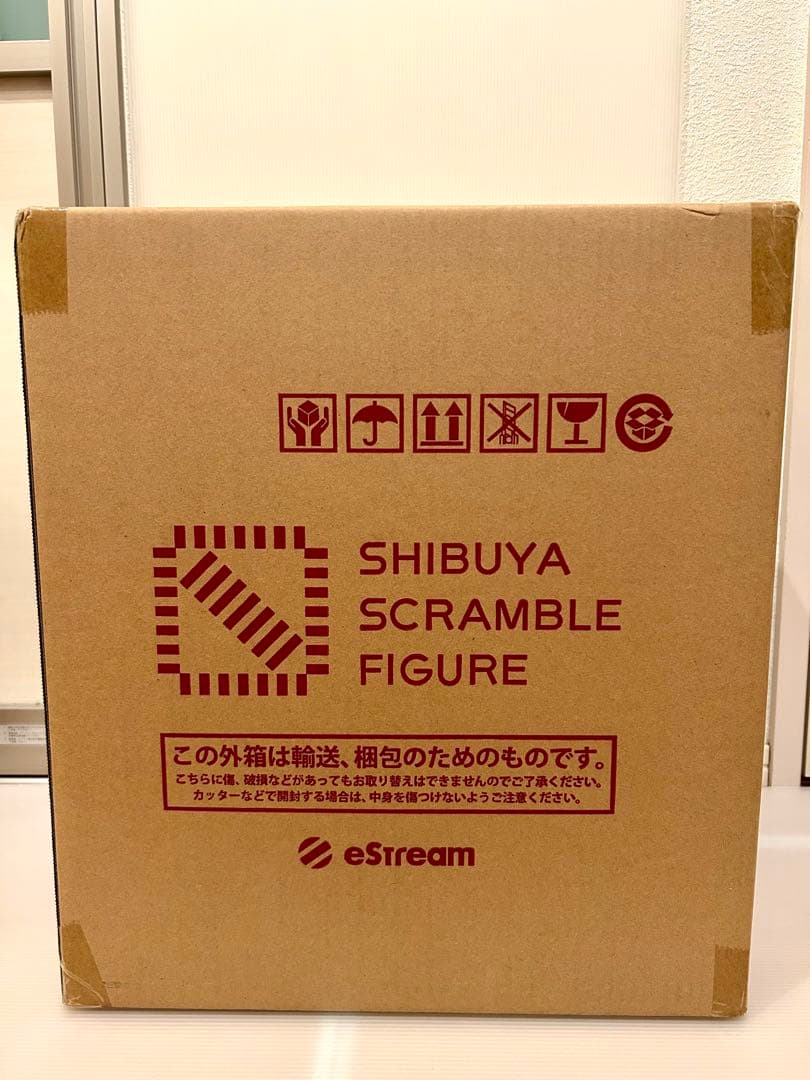 SHIBUYA
SCRAMBLE
FIGURE
この外箱は輸送、梱包のためのものです。
こちらに傷、破損などがあってもお取り替えはできませんのでご了承ください。
カッターなどで開封する場合は、中身を傷つけないようご注意ください。
eStream